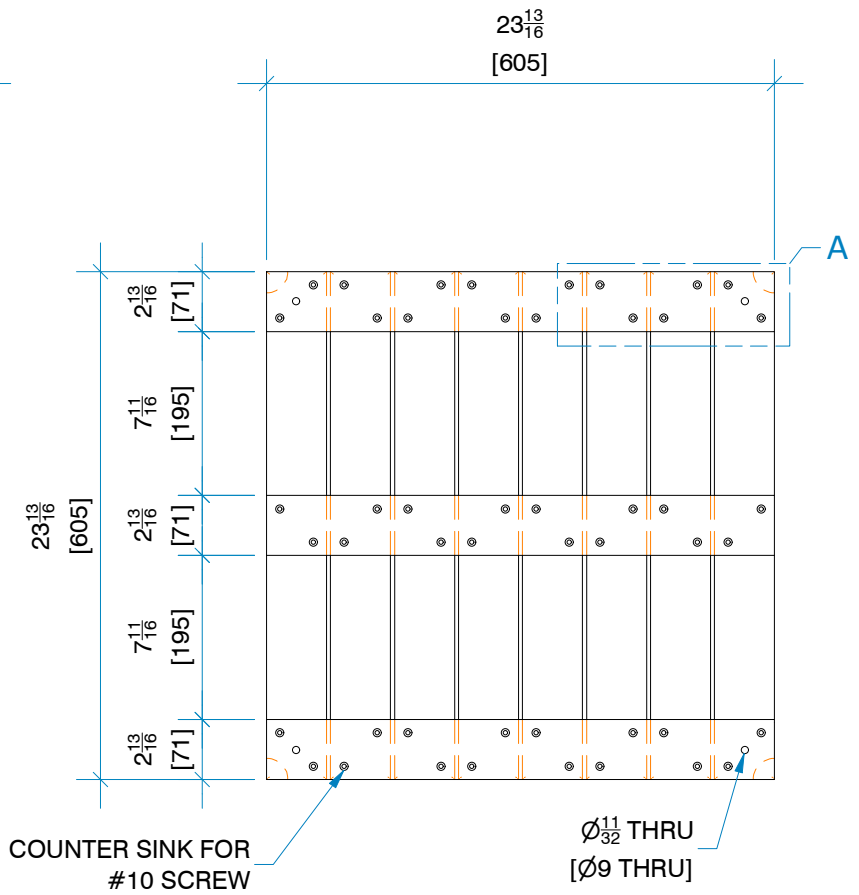 23 13/16
[605]
A
2 13/16
[71]
7 11/16
[195]
2 13/16
[71]
7 11/16
[195]
2 13/16
[71]
23 13/16
[605]
COUNTER SINK FOR
#10 SCREW
Ø 11/32 THRU
[Ø9 THRU]